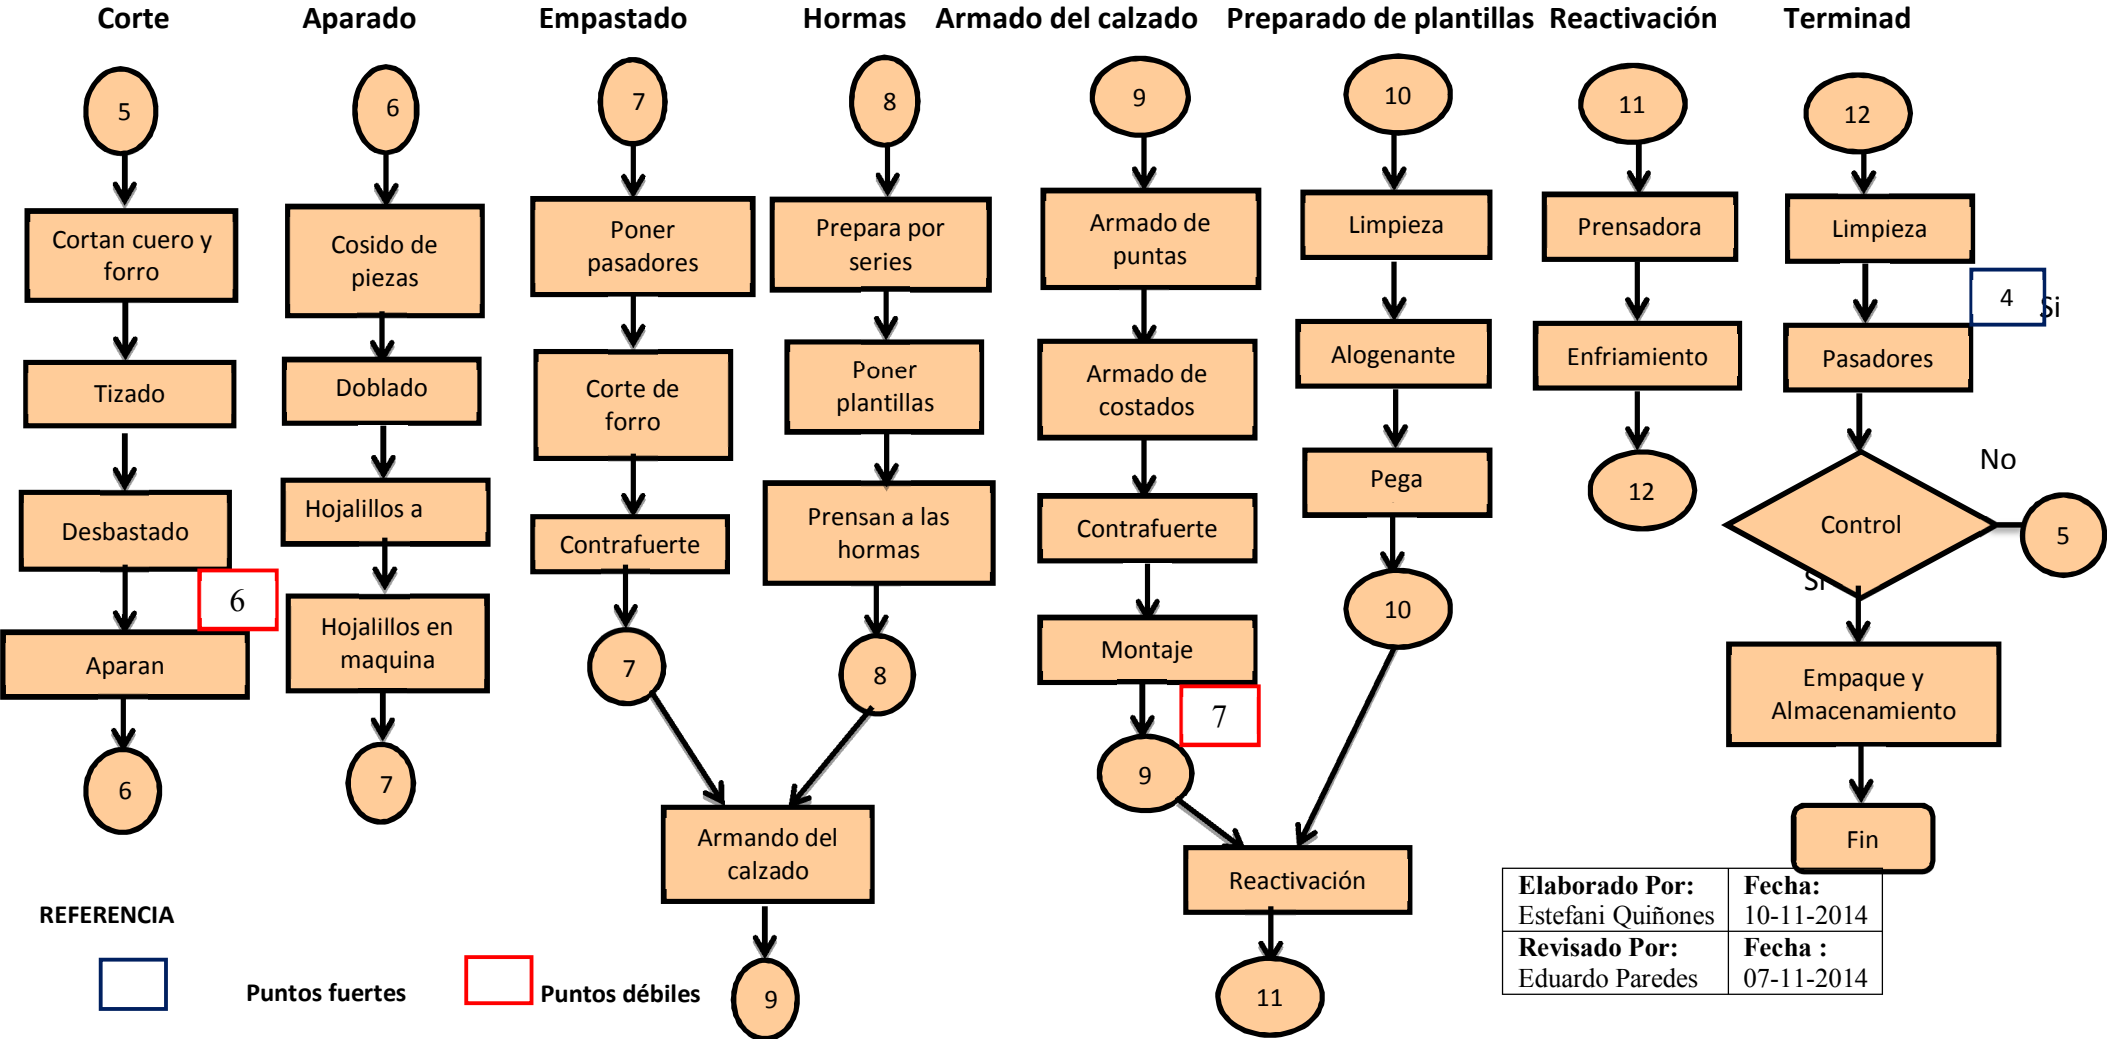 Corte
Aparado
Empastado
Hormas
Armado del calzado
Preparado de plantillas
Reactivación
Terminad
5
Cortan cuero y
forro
Tizado
Desbastado
6
Aparan
6
6
Cosido de
piezas
Doblado
Hojalillos a
Hojalillos en
maquina
7
7
Poner
pasadores
Corte de
forro
Contrafuerte
7
8
Prepara por
series
Poner
plantillas
Prensan a las
hormas
8
Armando del
calzado
9
9
Armado de
puntas
Armado de
costados
Contrafuerte
Montaje
7
9
10
Limpieza
Alogenante
Pega
10
Reactivación
11
11
Prensadora
Enfriamiento
12
12
Limpieza
4
Si
Pasadores
No
Control
5
Si
Empaque y
Almacenamiento
Fin
REFERENCIA
Puntos fuertes
Puntos débiles
Elaborado Por:
Estefani Quiñones
Fecha:
10-11-2014
Revisado Por:
Eduardo Paredes
Fecha :
07-11-2014